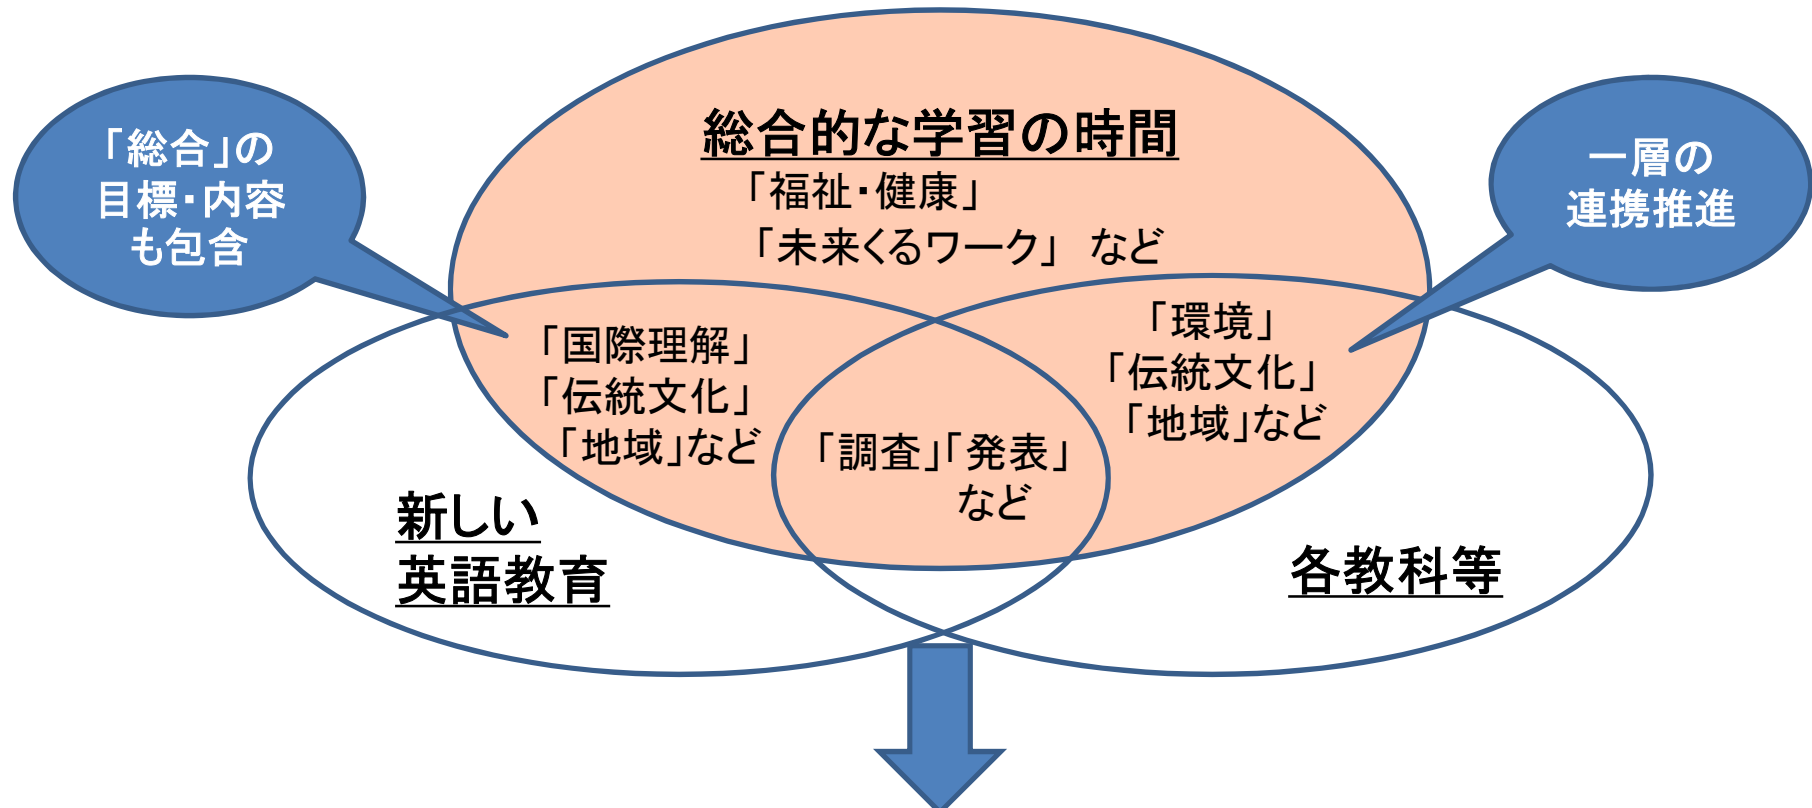 「総合」の
目標・内容
も包含
総合的な学習の時間
「福祉・健康」
「未来くるワーク」 など
一層の
連携推進
「国際理解」
「伝統文化」
「地域」など
「環境」
「伝統文化」
「地域」など
「調査」「発表」
など
新しい
英語教育
各教科等